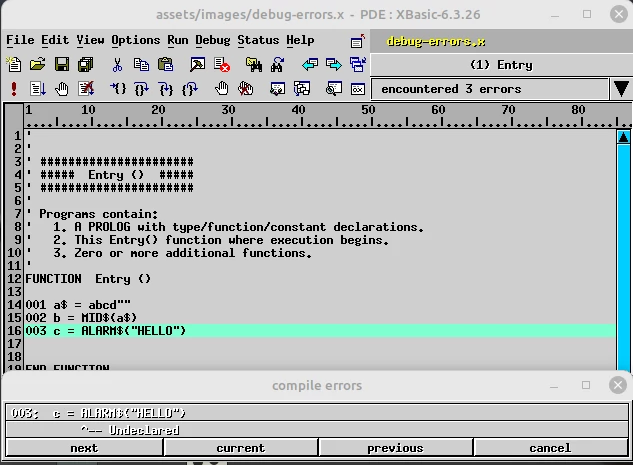 assets/images/debug-errors.x - PDE : XBasic-6.3.26
File Edit View Options Run Debug Status Help
debug-errors.x
(1) Entry
encountered 3 errors
1 10 20 30 40 50 60 70 80
1 '
2 '
3 ' ######################
4 ' ##### Entry () #####
5 ' ######################
6 '
7 ' Programs contain:
8 ' 1. A PROLOG with type/function/constant declarations.
9 ' 2. This Entry() function where execution begins.
10 ' 3. Zero or more additional functions.
11 '
12 FUNCTION Entry ()
13
14 001 a$ = abcd""
15 002 b = MID$(a$)
16 003 c = ALARM$("HELLO")
17
18
19 END FUNCTION
compile errors
003: c = ALARM$("HELLO")
^-- Undeclared
next current previous cancel